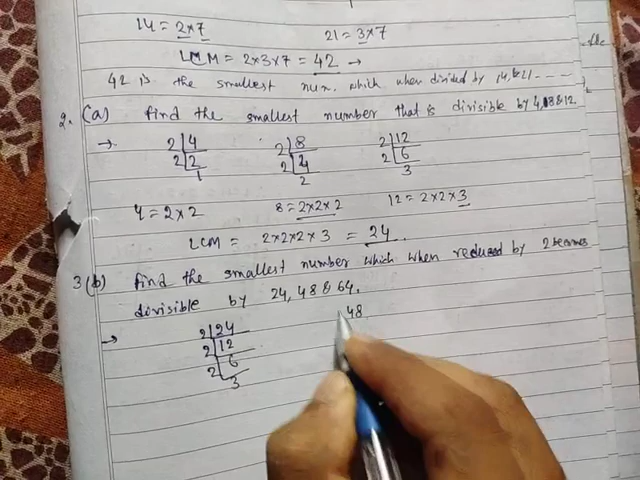 14 = 2×7 21 = 3×7
LCM = 2×3×7 = 42 →
42 is the smallest num. which when divided by 14, & 21 - - - -
2. (a) find the smallest number that is divisible by 4, 8 & 12
→ 2 4 2 8 2 12
2 2 2 4 2 6
1 2 3
4 = 2×2 8 = 2×2×2 12 = 2×2×3
LCM = 2×2×2×3 = 24
3(b) find the smallest number which when reduced by 2 becomes
divisible by 24, 48 & 64.
→ 2 24 48
2 12
2 6
3